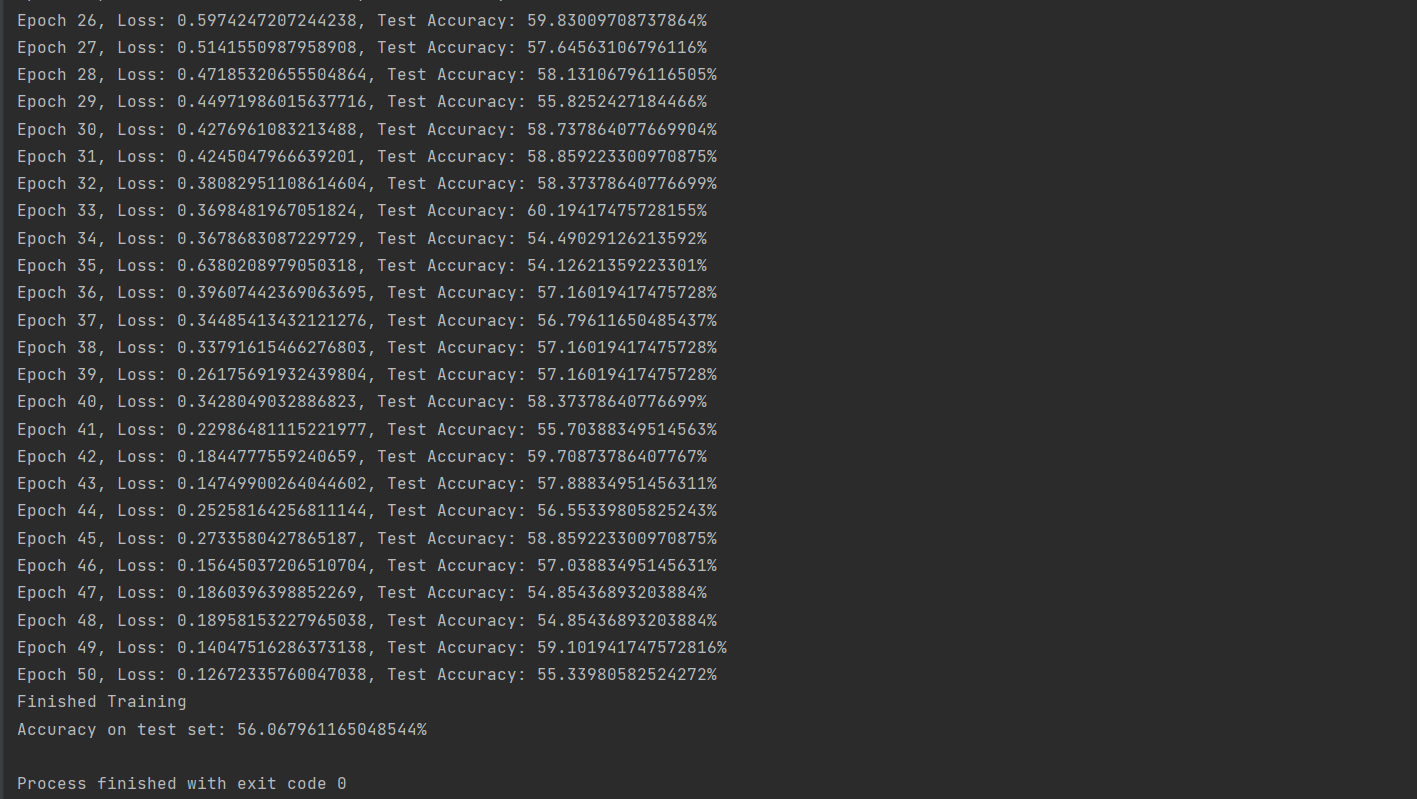 Epoch 26, Loss: 0.5974247207244238, Test Accuracy: 59.83009708737864%
Epoch 27, Loss: 0.5141550987958908, Test Accuracy: 57.64563106796116%
Epoch 28, Loss: 0.47185320655504864, Test Accuracy: 58.13106796116505%
Epoch 29, Loss: 0.44971986015637716, Test Accuracy: 55.8252427184466%
Epoch 30, Loss: 0.4276961083213488, Test Accuracy: 58.737864077669904%
Epoch 31, Loss: 0.4245047966639201, Test Accuracy: 58.859223300970875%
Epoch 32, Loss: 0.38082951108614604, Test Accuracy: 58.37378640776699%
Epoch 33, Loss: 0.3698481967051824, Test Accuracy: 60.19417475728155%
Epoch 34, Loss: 0.3678683087229729, Test Accuracy: 54.49029126213592%
Epoch 35, Loss: 0.6380208979050318, Test Accuracy: 54.12621359223301%
Epoch 36, Loss: 0.39607442369063695, Test Accuracy: 57.16019417475728%
Epoch 37, Loss: 0.34485413432121276, Test Accuracy: 56.79611650485437%
Epoch 38, Loss: 0.33791615466276803, Test Accuracy: 57.16019417475728%
Epoch 39, Loss: 0.26175691932439804, Test Accuracy: 57.16019417475728%
Epoch 40, Loss: 0.3428049032886823, Test Accuracy: 58.37378640776699%
Epoch 41, Loss: 0.22986481115221977, Test Accuracy: 55.70388349514563%
Epoch 42, Loss: 0.1844777559240659, Test Accuracy: 59.70873786407767%
Epoch 43, Loss: 0.14749900264044602, Test Accuracy: 57.88834951456311%
Epoch 44, Loss: 0.25258164256811144, Test Accuracy: 56.55339805825243%
Epoch 45, Loss: 0.2733580427865187, Test Accuracy: 58.859223300970875%
Epoch 46, Loss: 0.15645037206510704, Test Accuracy: 57.03883495145631%
Epoch 47, Loss: 0.1860396398852269, Test Accuracy: 54.85436893203884%
Epoch 48, Loss: 0.18958153227965038, Test Accuracy: 54.85436893203884%
Epoch 49, Loss: 0.14047516286373138, Test Accuracy: 59.101941747572816%
Epoch 50, Loss: 0.12672335760047038, Test Accuracy: 55.33980582524272%
Finished Training
Accuracy on test set: 56.067961165048544%
Process finished with exit code 0